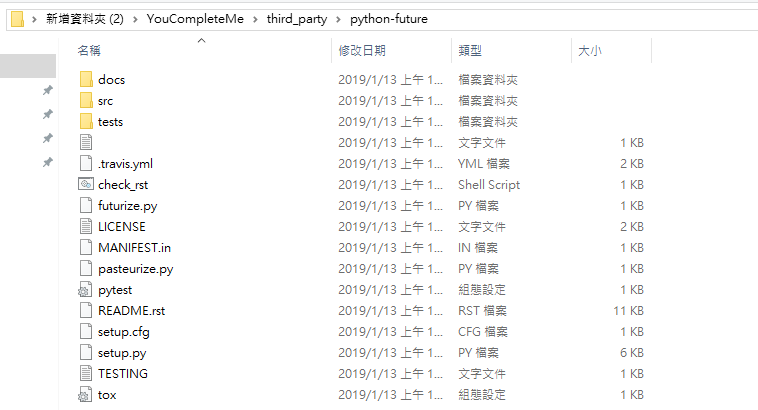 新增資料夾 (2) > YouCompleteMe > third_party > python-future
名稱 修改日期 類型 大小
docs 2019/1/13 上午 1... 檔案資料夾
src 2019/1/13 上午 1... 檔案資料夾
tests 2019/1/13 上午 1... 檔案資料夾
2019/1/13 上午 1... 文字文件 1 KB
.travis.yml 2019/1/13 上午 1... YML 檔案 2 KB
check_rst 2019/1/13 上午 1... Shell Script 1 KB
futurize.py 2019/1/13 上午 1... PY 檔案 1 KB
LICENSE 2019/1/13 上午 1... 文字文件 2 KB
MANIFEST.in 2019/1/13 上午 1... IN 檔案 1 KB
pasteurize.py 2019/1/13 上午 1... PY 檔案 1 KB
pytest 2019/1/13 上午 1... 組態設定 1 KB
README.rst 2019/1/13 上午 1... RST 檔案 11 KB
setup.cfg 2019/1/13 上午 1... CFG 檔案 1 KB
setup.py 2019/1/13 上午 1... PY 檔案 6 KB
TESTING 2019/1/13 上午 1... 文字文件 1 KB
tox 2019/1/13 上午 1... 組態設定 1 KB